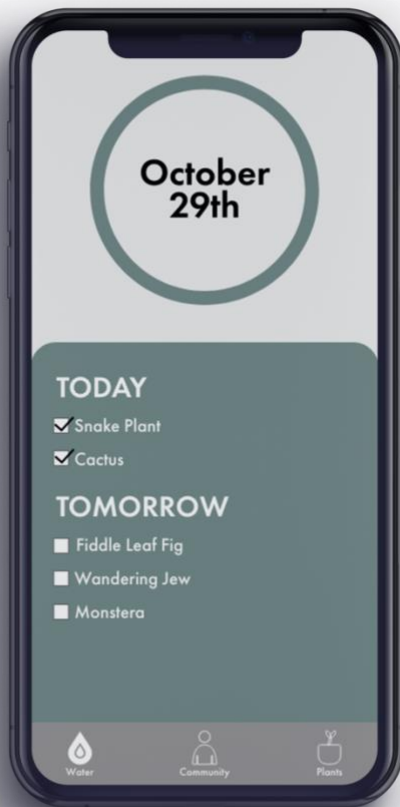 October
29th
TODAY
Snake Plant
Cactus
TOMORROW
Fiddle Leaf Fig
Wandering Jew
Monstera
Water
Community
Plants